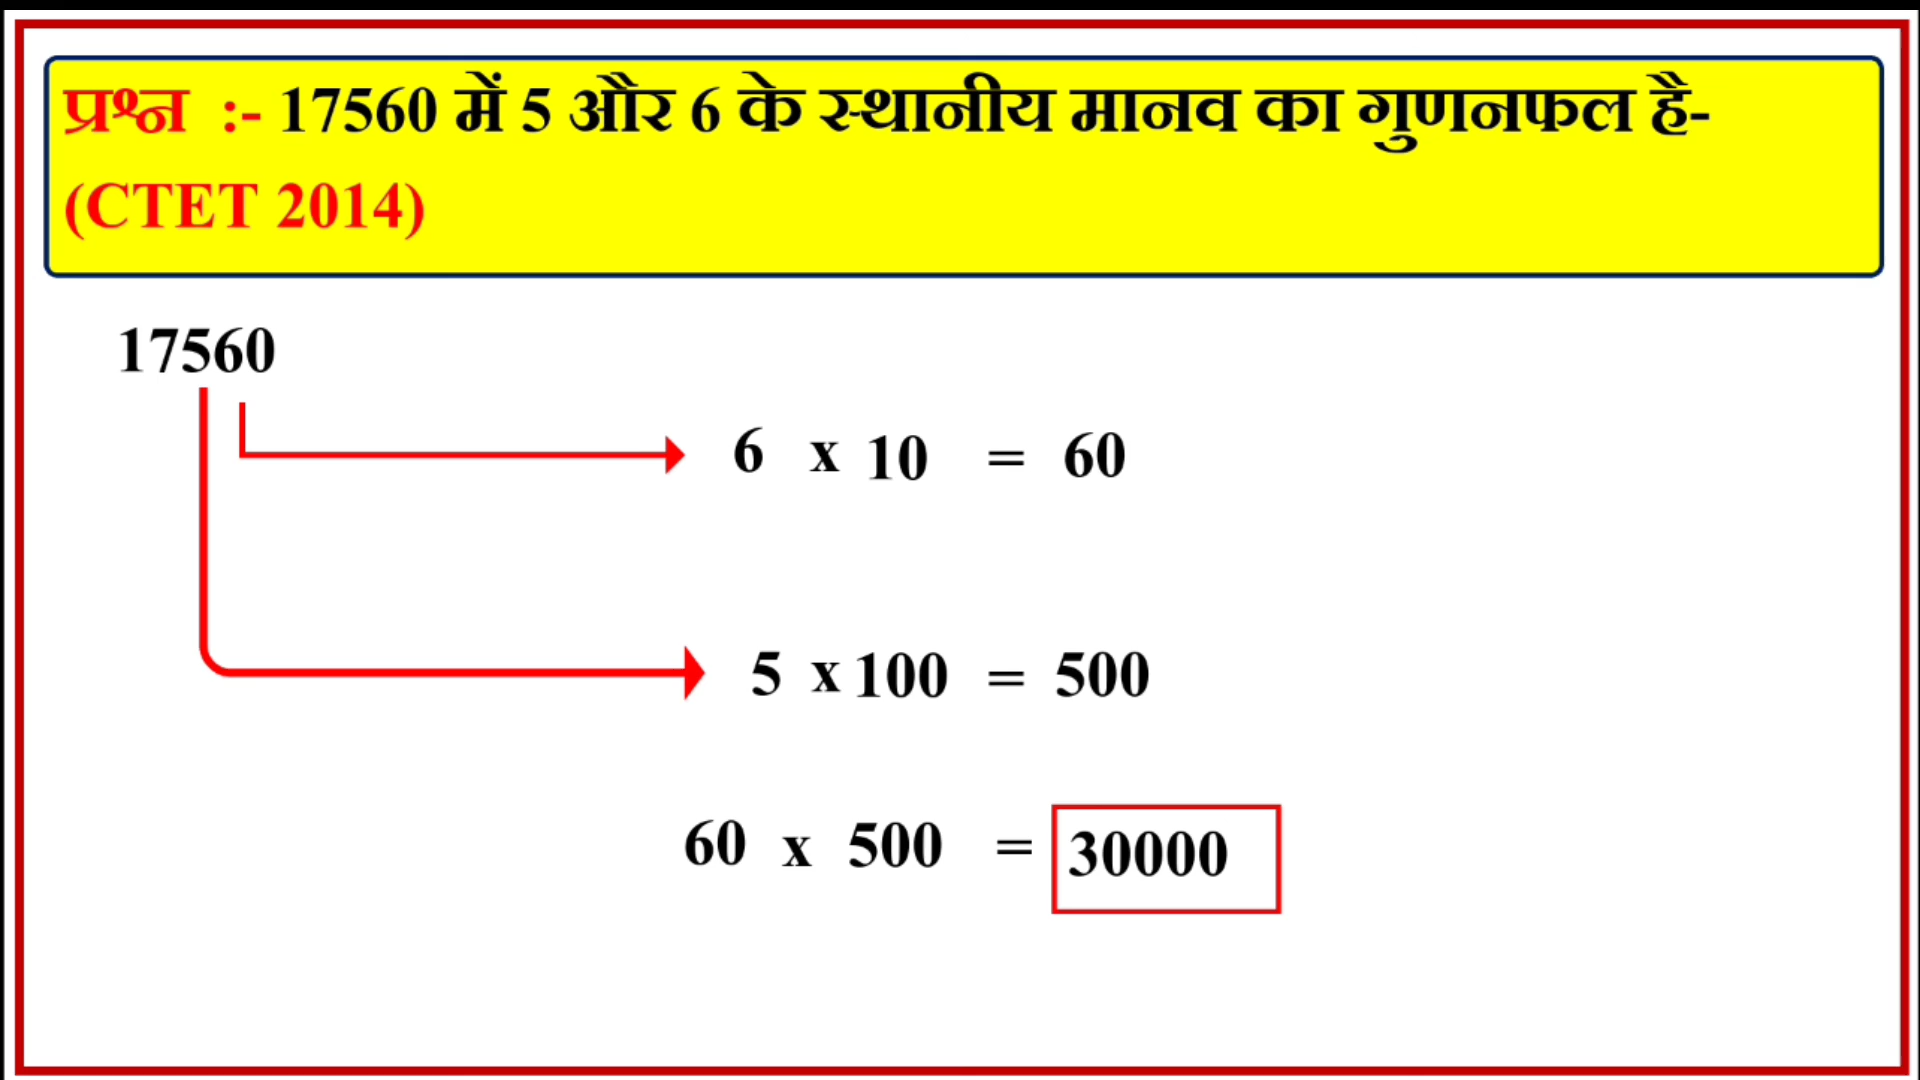 प्रश्न :- 17560 में 5 और 6 के स्थानीय मानव का गुणनफल है-
(CTET 2014)
17560
6 x 10 = 60
5 x 100 = 500
60 x 500 = 30000